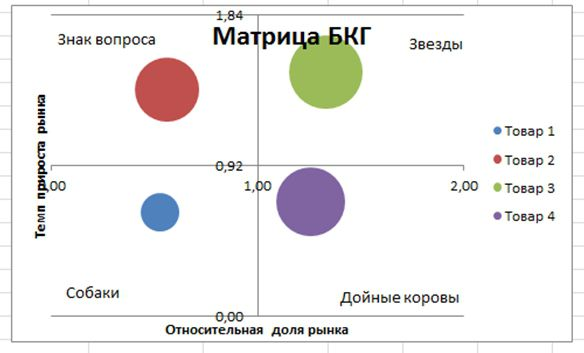 1,84
Матрица БКГ
Знак вопроса
Звезды
Темп прироста рынка
0,92
0,00
1,00
2,00
Товар 1
Товар 2
Товар 3
Товар 4
Собаки
Дойные коровы
0,00
Относительная доля рынка